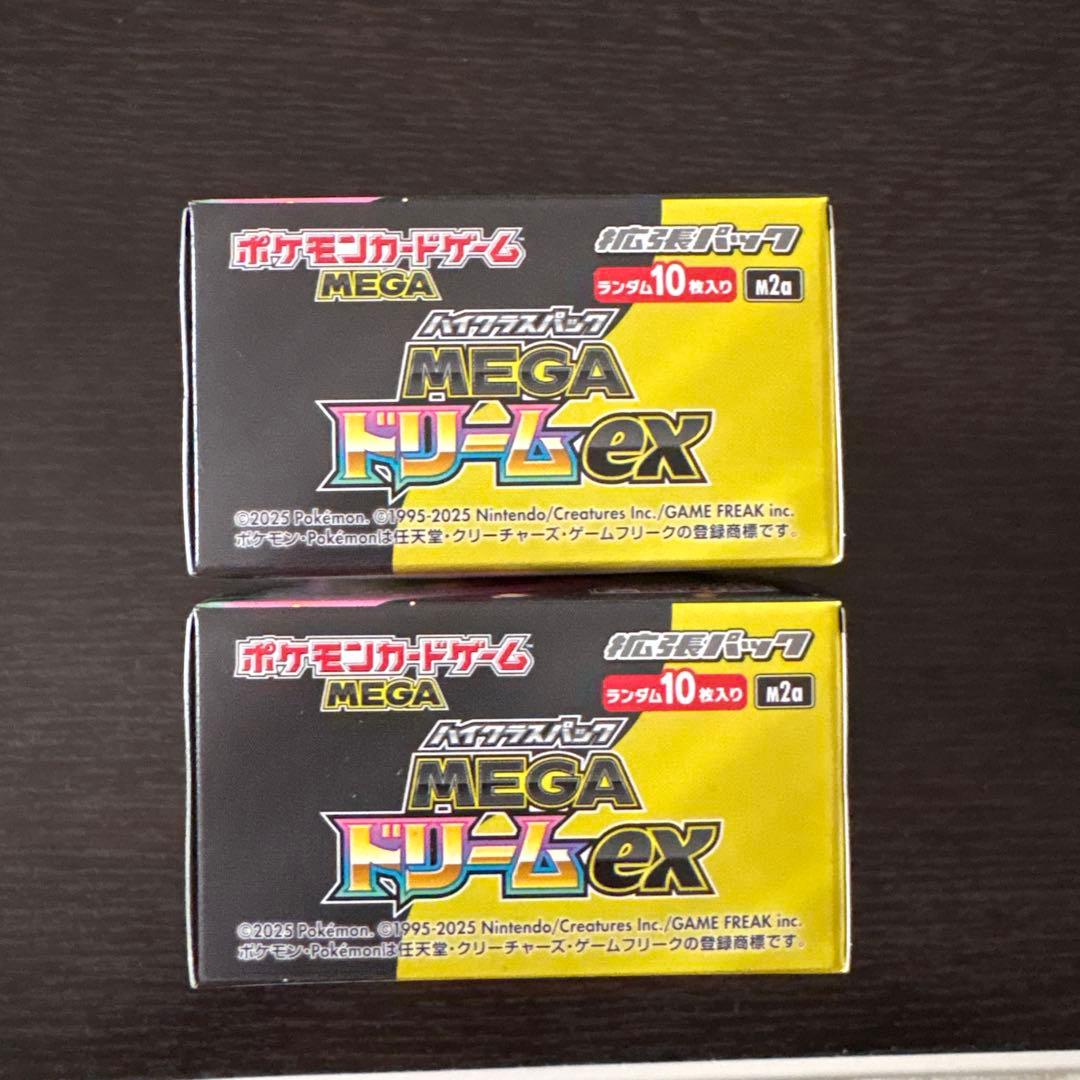 ポケモンカードゲーム
MEGA
拡張パック
ランダム10枚入り M2a
ハイクラスパック
MEGA
ドリームex
©2025 Pokémon. ©1995-2025 Nintendo/Creatures Inc./GAME FREAK inc.
ポケモン・Pokémonは任天堂・クリーチャーズ・ゲームフリークの登録商標です。
ポケモンカードゲーム
MEGA
拡張パック
ランダム10枚入り M2a
ハイクラスパック
MEGA
ドリームex
©2025 Pokémon. ©1995-2025 Nintendo/Creatures Inc./GAME FREAK inc.
ポケモン・Pokémonは任天堂・クリーチャーズ・ゲームフリークの登録商標です。